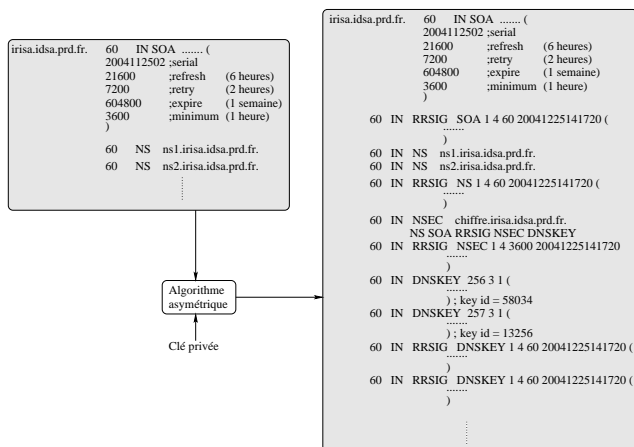 irisa.idsa.prd.fr. 60 IN SOA ....... (
2004112502 ;serial
21600 ;refresh (6 heures)
7200 ;retry (2 heures)
604800 ;expire (1 semaine)
3600 ;minimum (1 heure)
)
60 NS ns1.irisa.idsa.prd.fr.
60 NS ns2.irisa.idsa.prd.fr.
Algorithme
asymétrique
Clé privée
irisa.idsa.prd.fr. 60 IN SOA ....... (
2004112502 ;serial
21600 ;refresh (6 heures)
7200 ;retry (2 heures)
604800 ;expire (1 semaine)
3600 ;minimum (1 heure)
)
60 IN RRSIG SOA 1 4 60 20041225141720 (
.......
)
60 IN NS ns1.irisa.idsa.prd.fr.
60 IN NS ns2.irisa.idsa.prd.fr.
60 IN RRSIG NS 1 4 60 20041225141720 (
.......
)
60 IN NSEC chiffre.irisa.idsa.prd.fr.
NS SOA RRSIG NSEC DNSKEY
60 IN RRSIG NSEC 1 4 3600 20041225141720
.......
)
60 IN DNSKEY 256 3 1 (
.......
) ; key id = 58034
60 IN DNSKEY 257 3 1 (
.......
) ; key id = 13256
60 IN RRSIG DNSKEY 1 4 60 20041225141720 (
.......
)
60 IN RRSIG DNSKEY 1 4 60 20041225141720 (
.......
)